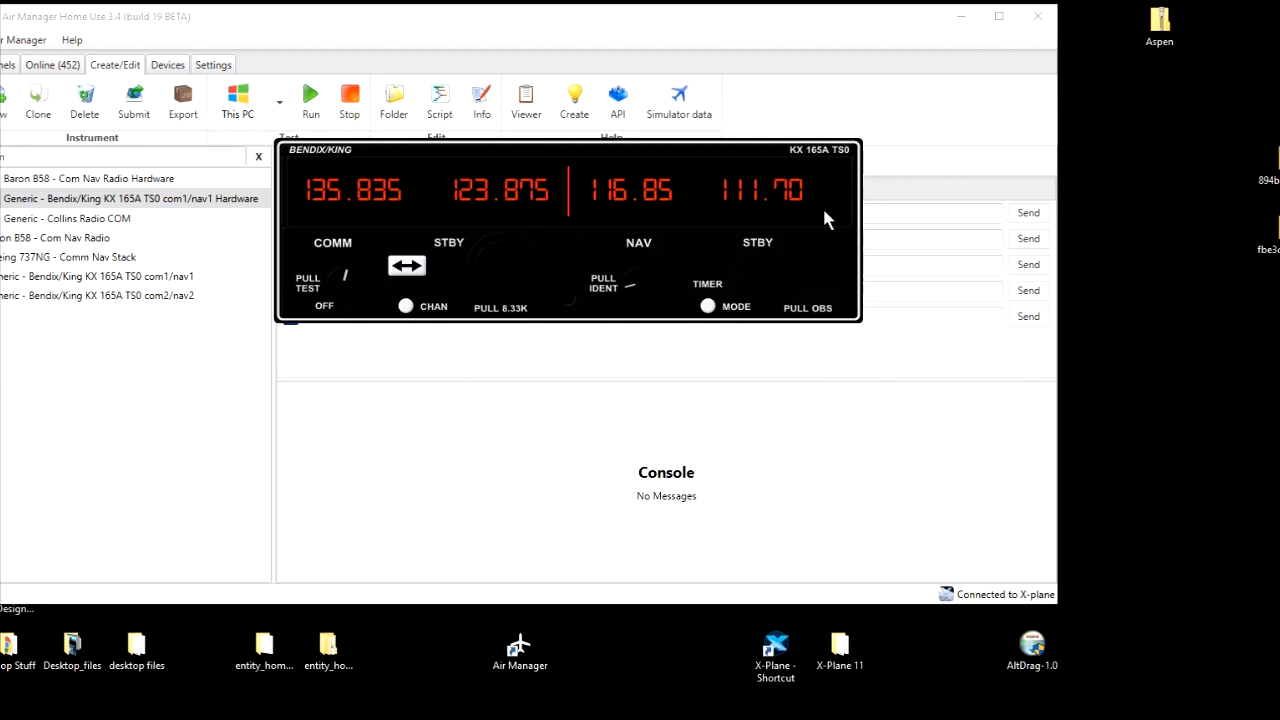 Air Manager Home Use 3.4 (build 19 BETA)
r Manager Help
nels Online (452) Create/Edit Devices Settings
w Clone Delete Submit Export This PC Run Stop Folder Script Info Viewer Create API Simulator data
Instrument Test Edit Help
m X
Baron B58 - Com Nav Radio Hardware
Generic - Bendix/King KX 165A TS0 com1/nav1 Hardware
Generic - Collins Radio COM
on B58 - Com Nav Radio
eing 737NG - Comm Nav Stack
neric - Bendix/King KX 165A TS0 com1/nav1
neric - Bendix/King KX 165A TS0 com2/nav2
BENDIX/KING KX 165A TS0
135.835 123.875 116.85 111.70
COMM STBY NAV STBY
PULL TEST
OFF
CHAN
PULL 8.33K
PULL IDENT
TIMER
MODE
PULL OBS
Send
Send
Send
Send
Send
Console
No Messages
Connected to X-plane
Aspen
894b
fbe3c
Design...
op Stuff
Desktop_files
desktop files
entity_hom...
entity_ho...
Air Manager
X-Plane -
Shortcut
X-Plane 11
AltDrag-1.0